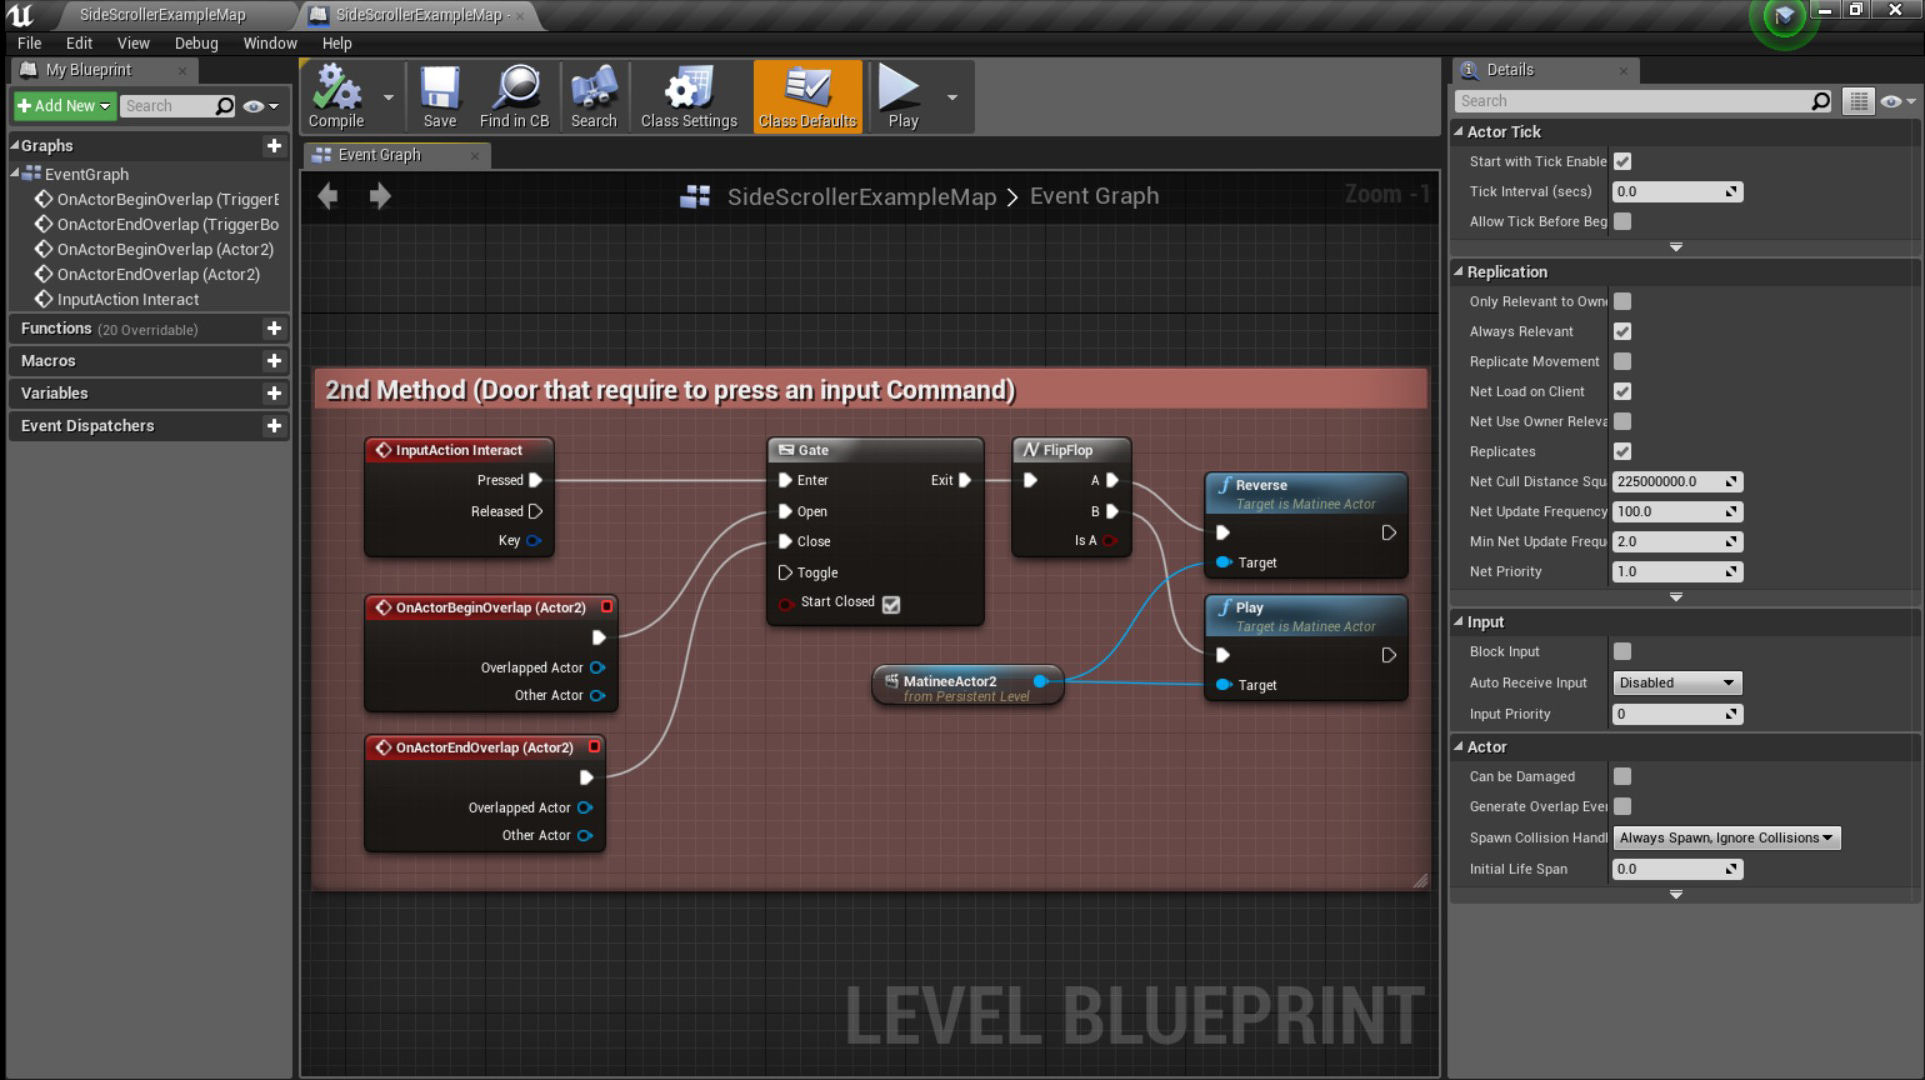 SideScrollerExampleMap
SideScrollerExampleMap -
File Edit View Debug Window Help
My Blueprint
Add New
Search
Graphs
EventGraph
OnActorBeginOverlap (TriggerE
OnActorEndOverlap (TriggerBo
OnActorBeginOverlap (Actor2)
OnActorEndOverlap (Actor2)
InputAction Interact
Functions (20 Overridable)
Macros
Variables
Event Dispatchers
Compile
Save
Find in CB
Search
Class Settings
Class Defaults
Play
Event Graph
SideScrollerExampleMap > Event Graph
Zoom -1
2nd Method (Door that require to press an input Command)
InputAction Interact
Pressed
Released
Key
OnActorBeginOverlap (Actor2)
Overlapped Actor
Other Actor
OnActorEndOverlap (Actor2)
Overlapped Actor
Other Actor
Gate
Enter
Exit
Open
Close
Toggle
Start Closed
FlipFlop
A
B
Is A
MatineeActor2
from Persistent Level
Reverse
Target is Matinee Actor
Target
Play
Target is Matinee Actor
Target
LEVEL BLUEPRINT
Details
Search
Actor Tick
Start with Tick Enable
Tick Interval (secs) 0.0
Allow Tick Before Beg
Replication
Only Relevant to Own
Always Relevant
Replicate Movement
Net Load on Client
Net Use Owner Releva
Replicates
Net Cull Distance Squ 225000000.0
Net Update Frequency 100.0
Min Net Update Frequ 2.0
Net Priority 1.0
Input
Block Input
Auto Receive Input Disabled
Input Priority 0
Actor
Can be Damaged
Generate Overlap Eve
Spawn Collision Handl Always Spawn, Ignore Collisions
Initial Life Span 0.0